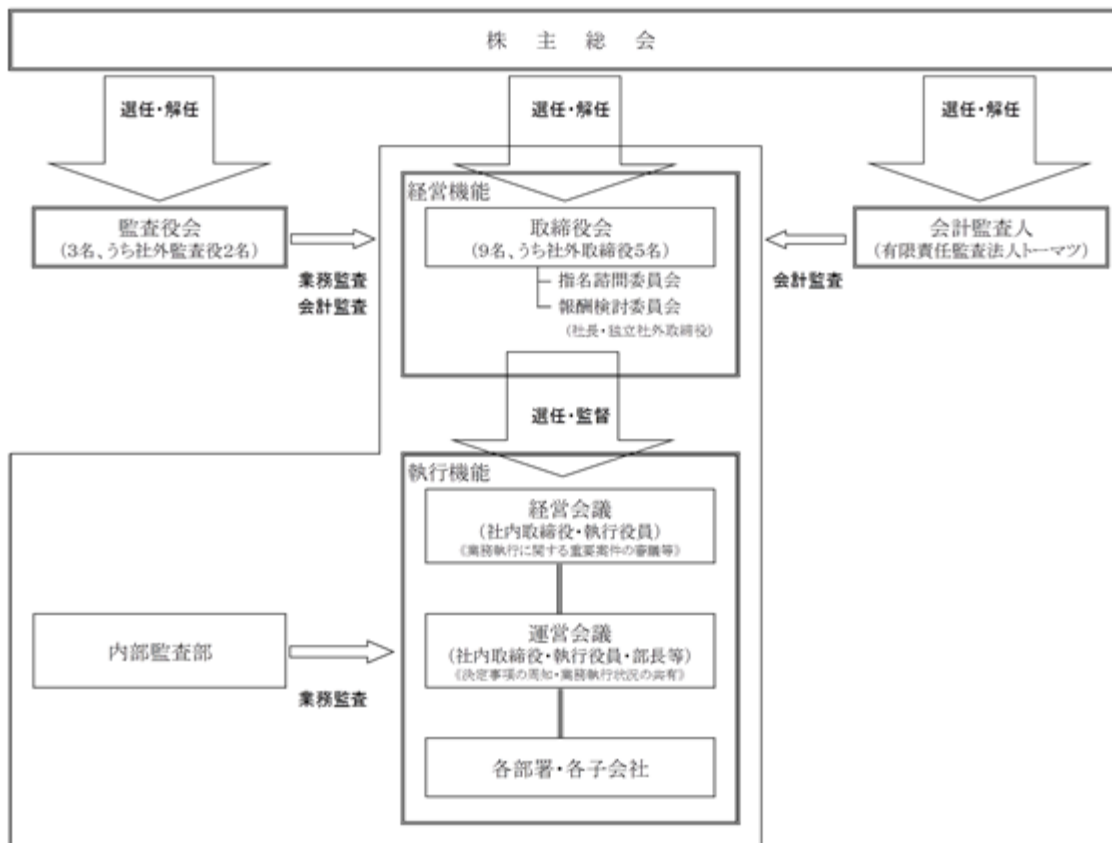 株主総会
選任・解任
選任・解任
選任・解任
監査役会
(3名、うち社外監査役2名)
業務監査
会計監査
経営機能
取締役会
(9名、うち社外取締役5名)
指名諮問委員会
報酬検討委員会
(社長・独立社外取締役)
会計監査人
(有限責任監査法人トーマツ)
会計監査
選任・監督
執行機能
経営会議
(社内取締役・執行役員)
《業務執行に関する重要案件の審議等》
内部監査部
業務監査
運営会議
(社内取締役・執行役員・部長等)
《決定事項の周知・業務執行状況の共有》
各部署・各子会社